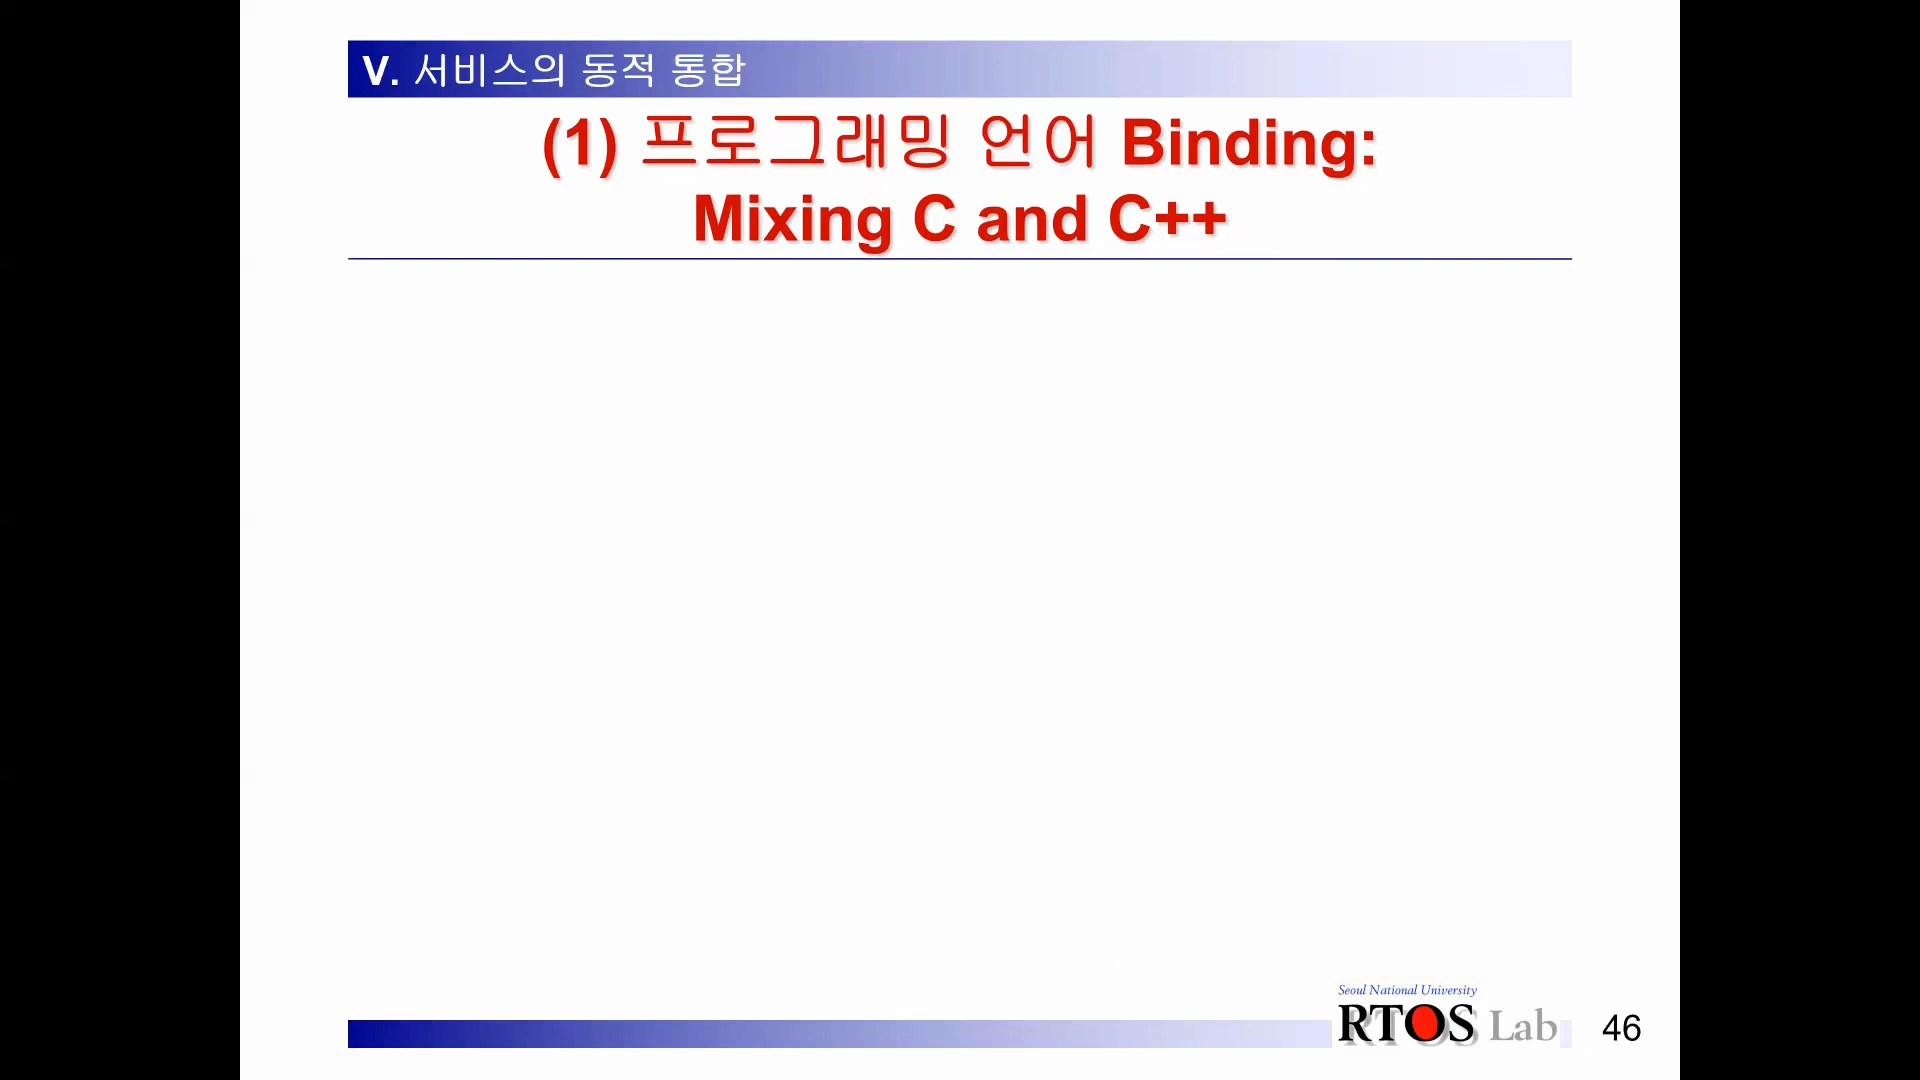 V. 서비스의 동적 통합
(1) 프로그래밍 언어 Binding:
Mixing C and C++
Seoul National University
RTOS Lab
46